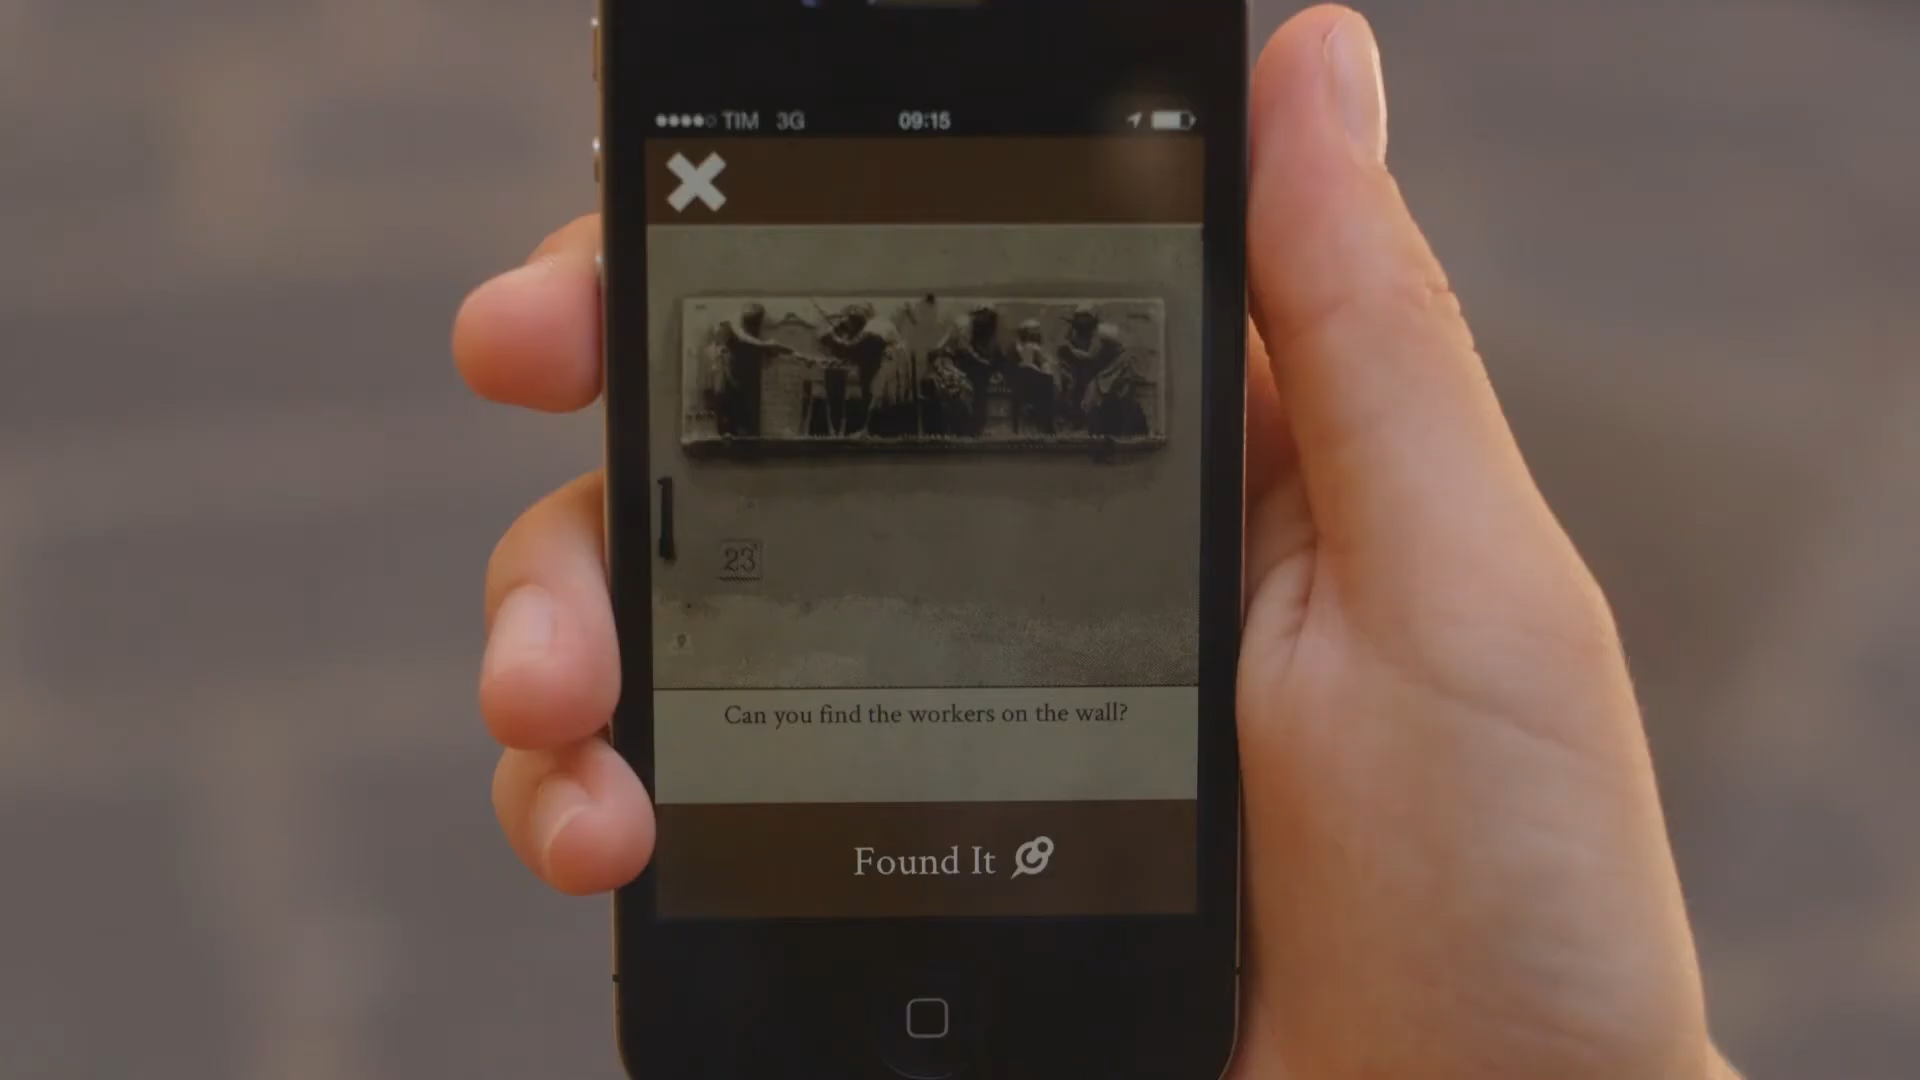 TIM 3G 09:15
23
Can you find the workers on the wall?
Found It